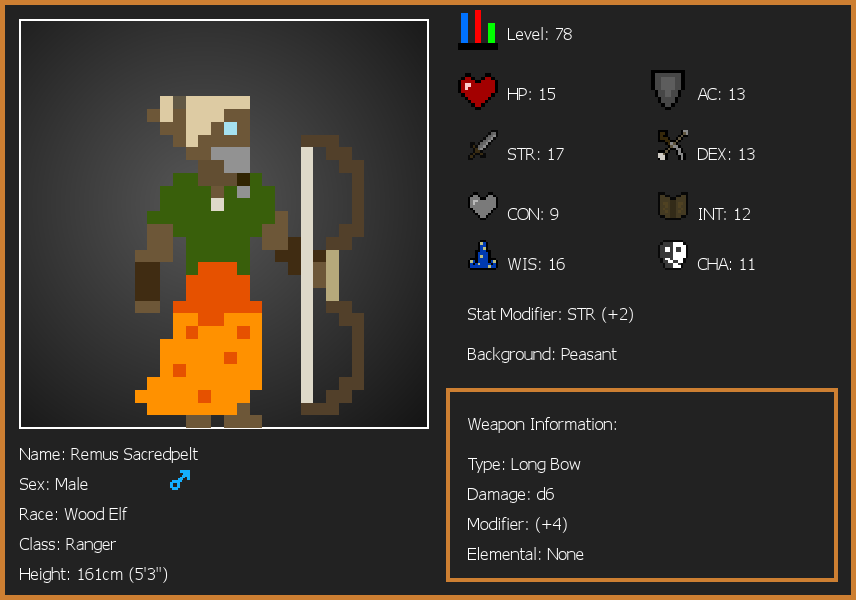 Level: 78
HP: 15
AC: 13
STR: 17
DEX: 13
CON: 9
INT: 12
WIS: 16
CHA: 11
Stat Modifier: STR (+2)
Background: Peasant
Weapon Information:
Type: Long Bow
Damage: d6
Modifier: (+4)
Elemental: None
Name: Remus Sacredpelt
Sex: Male
Race: Wood Elf
Class: Ranger
Height: 161cm (5'3")